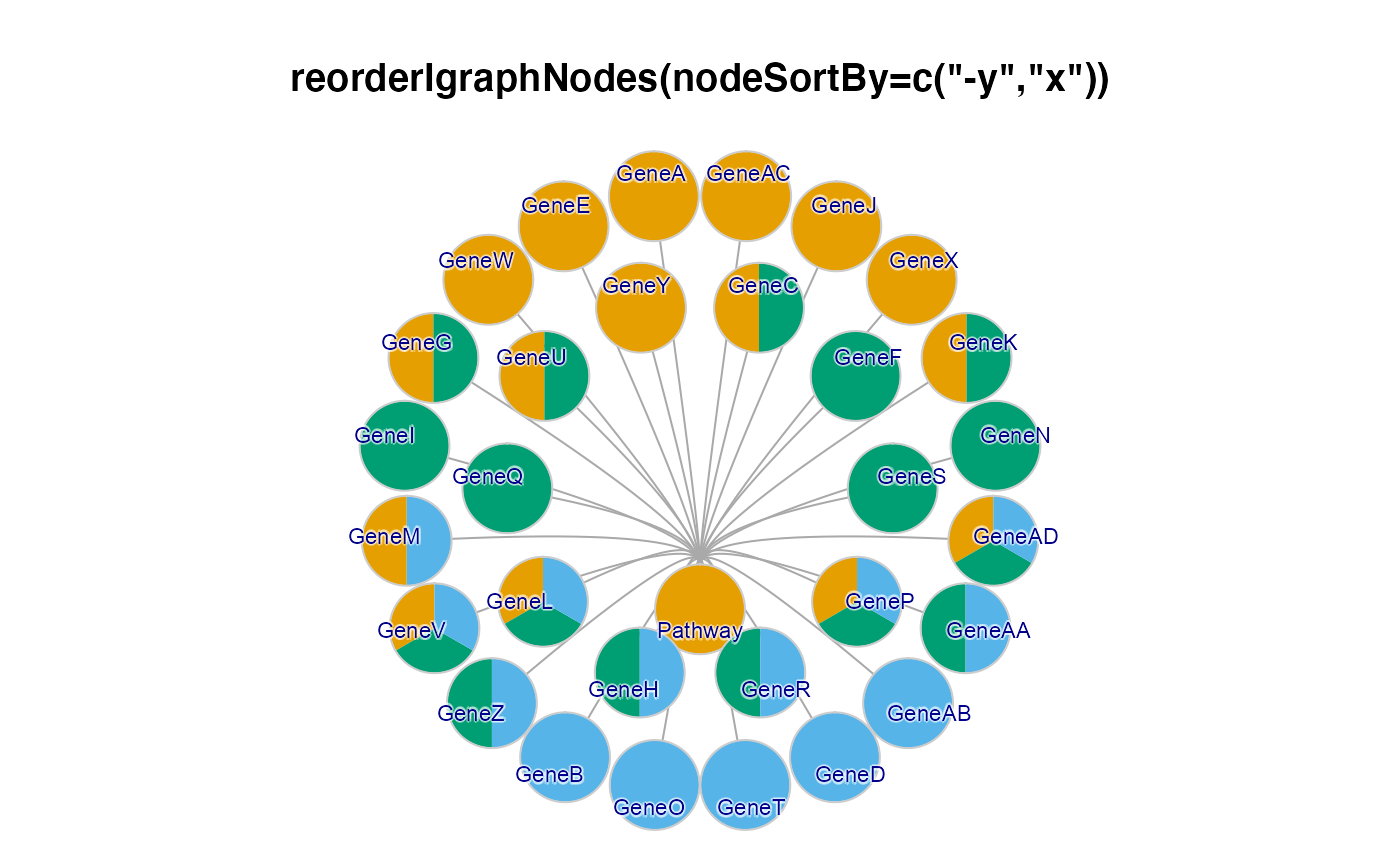 reorderIgraphNodes(nodeSortBy=c("-y","x"))
GeneA GeneAC
GeneE GeneJ
GeneW GeneX
GeneY GeneC
GeneG GeneK
GeneU GeneF
GeneI GeneN
GeneQ GeneS
GeneM GeneAD
GeneL GeneP
GeneV Pathway GeneAA
GeneH GeneR
GeneZ GeneAB
GeneB GeneD
GeneO GeneT